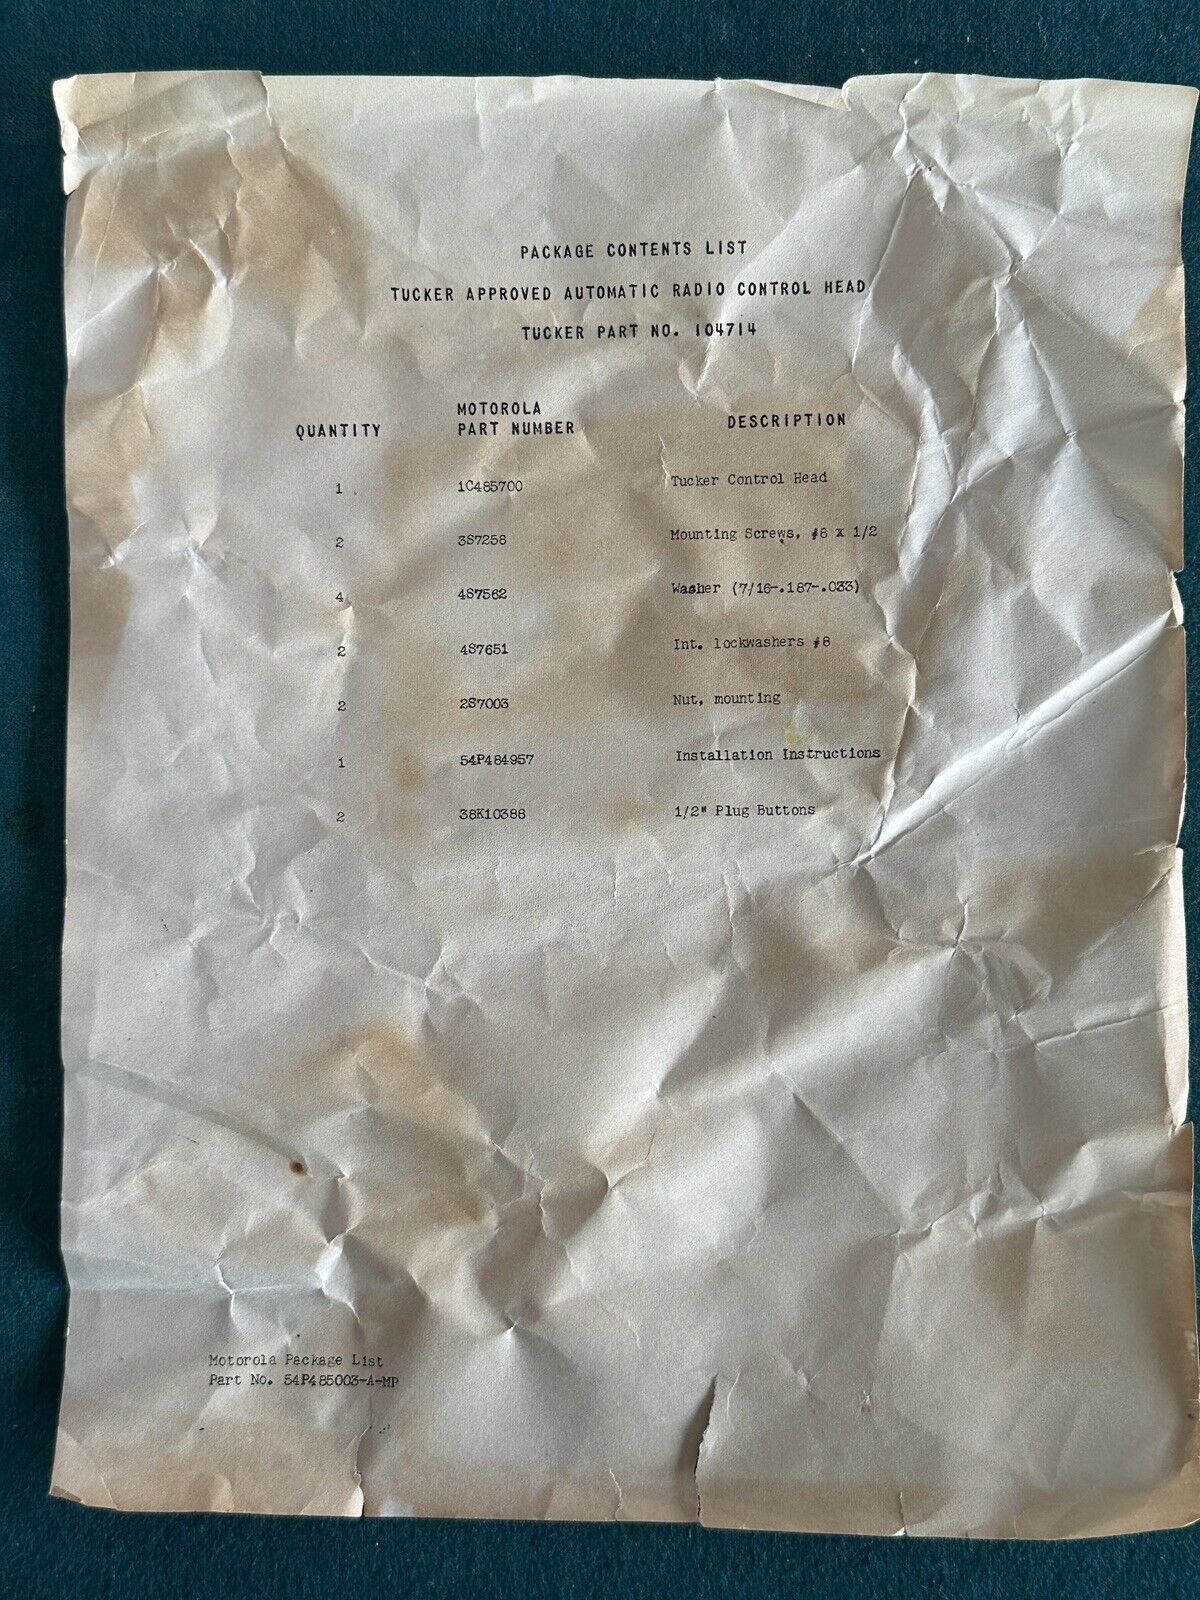 PACKAGE CONTENTS LIST
TUCKER APPROVED AUTOMATIC RADIO CONTROL HEAD
TUCKER PART NO. 104714
QUANTITY MOTOROLA PART NUMBER DESCRIPTION
1 1C485700 Tucker Control Head
2 3S7258 Mounting Screws, #8 x 1/2
4 4S7562 Washer (7/16-.187-.033)
2 4S7651 Int. lockwashers #8
2 2S7003 Nut, mounting
1 54P484957 Installation Instructions
2 38K10388 1/2" Plug Buttons
Motorola Package List
Part No. 54P485003-A-MP